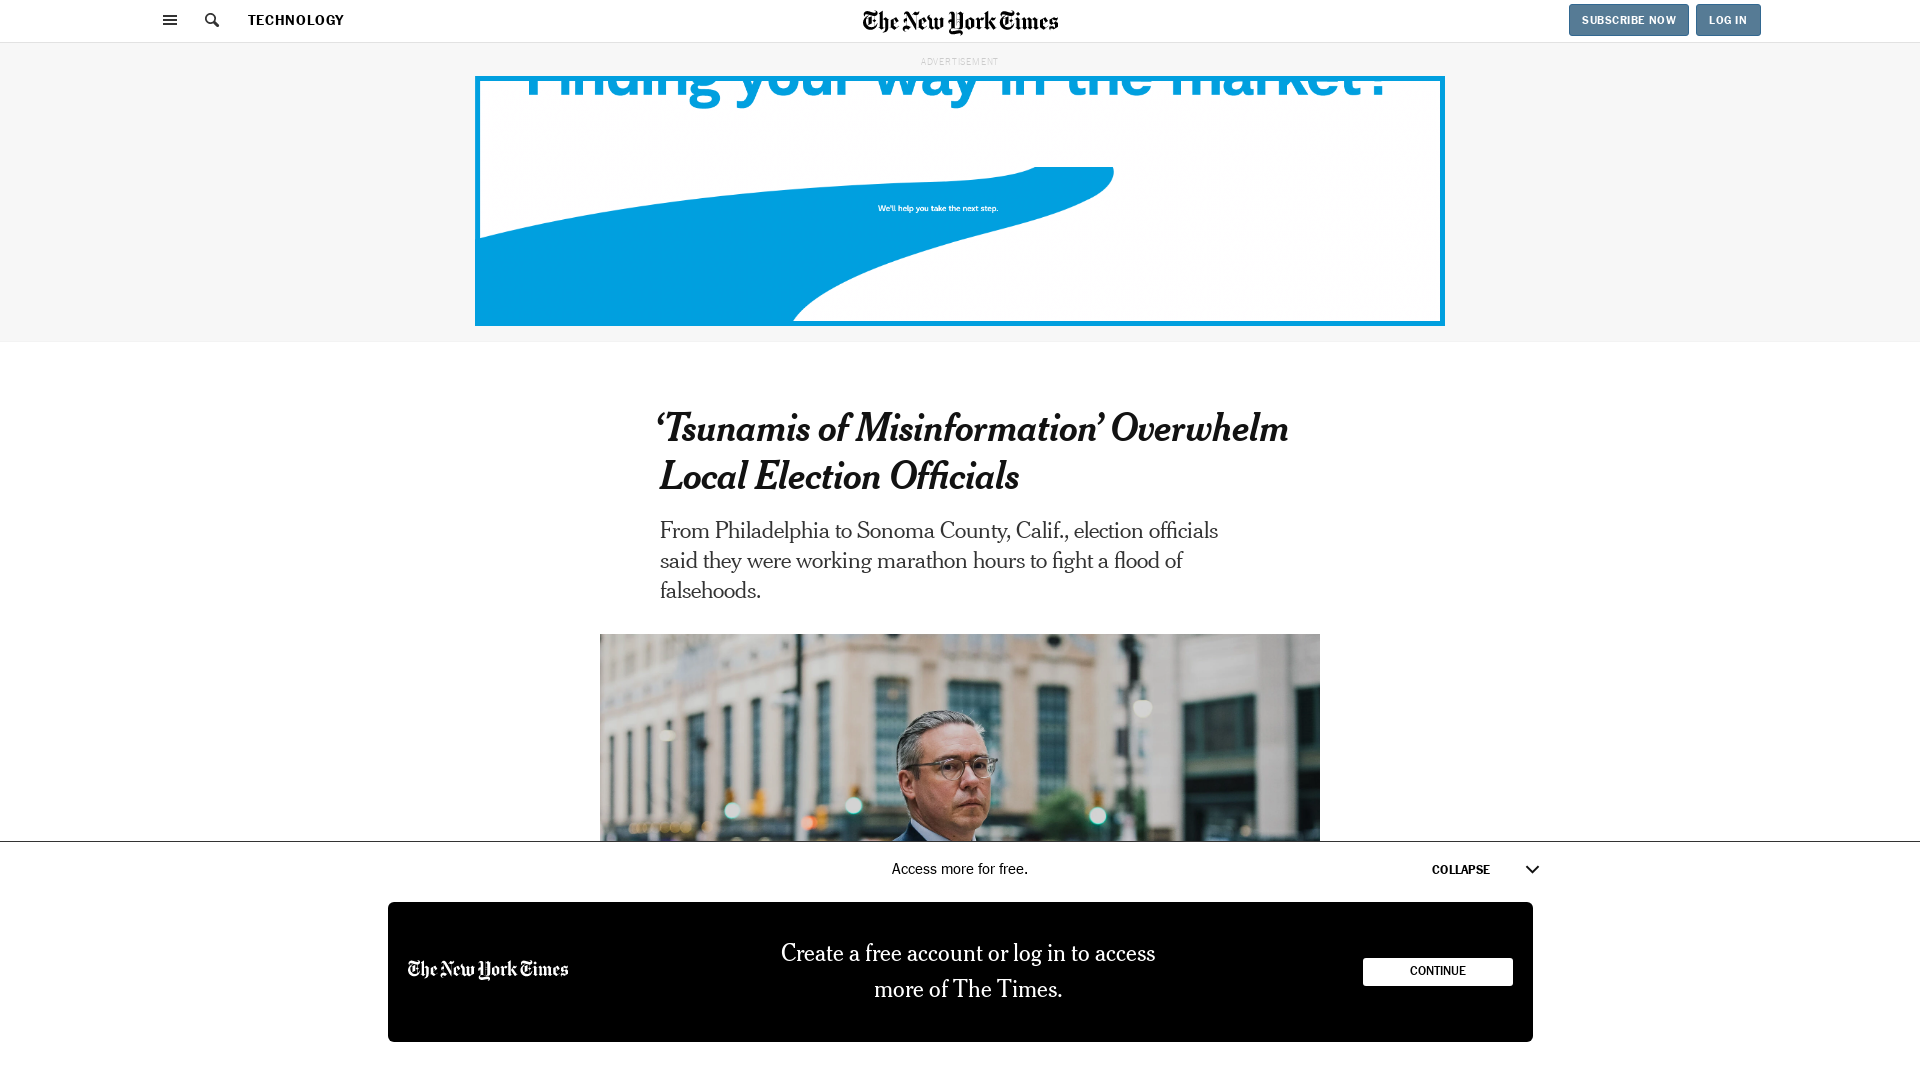 TECHNOLOGY
The New York Times
SUBSCRIBE NOW
LOG IN
ADVERTISEMENT
Finding your way in the market?
We'll help you take the next step.
‘Tsunamis of Misinformation’ Overwhelm
Local Election Officials
From Philadelphia to Sonoma County, Calif., election officials
said they were working marathon hours to fight a flood of
falsehoods.
Access more for free.
COLLAPSE
The New York Times
Create a free account or log in to access
more of The Times.
CONTINUE